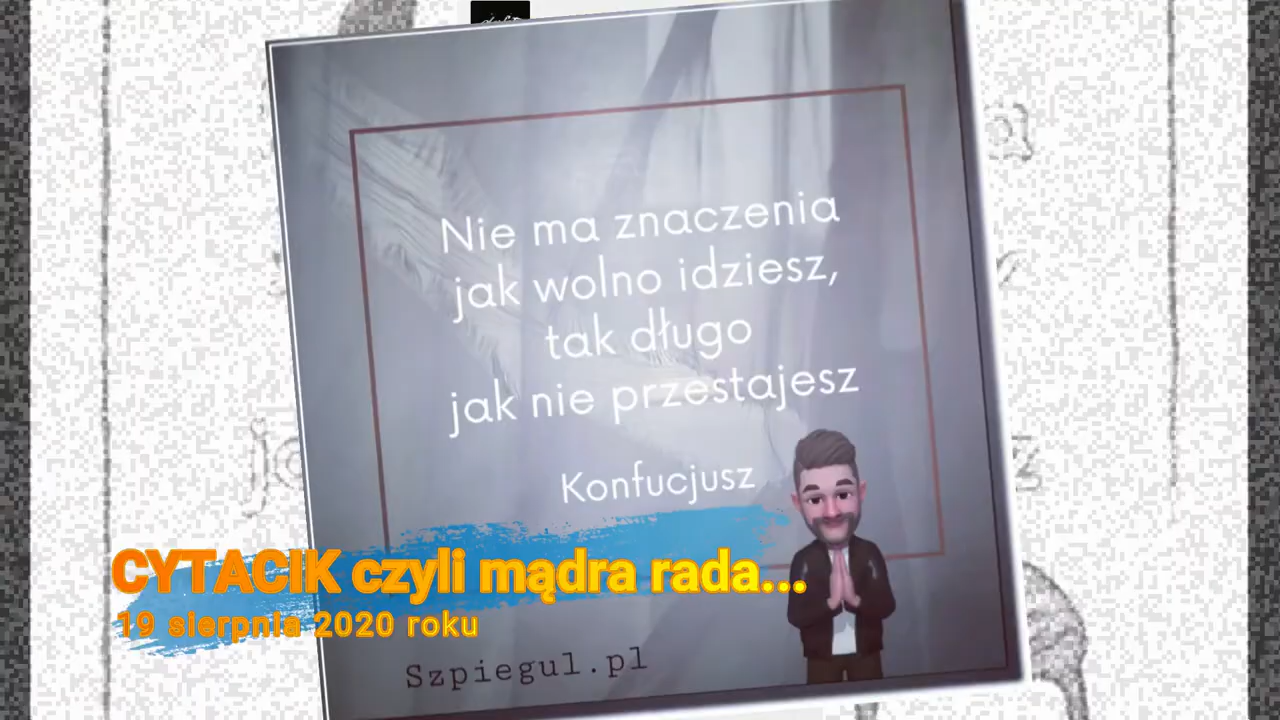 Nie ma znaczenia
jak wolno idziesz,
tak długo
jak nie przestajesz
Konfucjusz
CYTACIK czyli mądra rada...
19 sierpnia 2020 roku
Szpiegul.pl